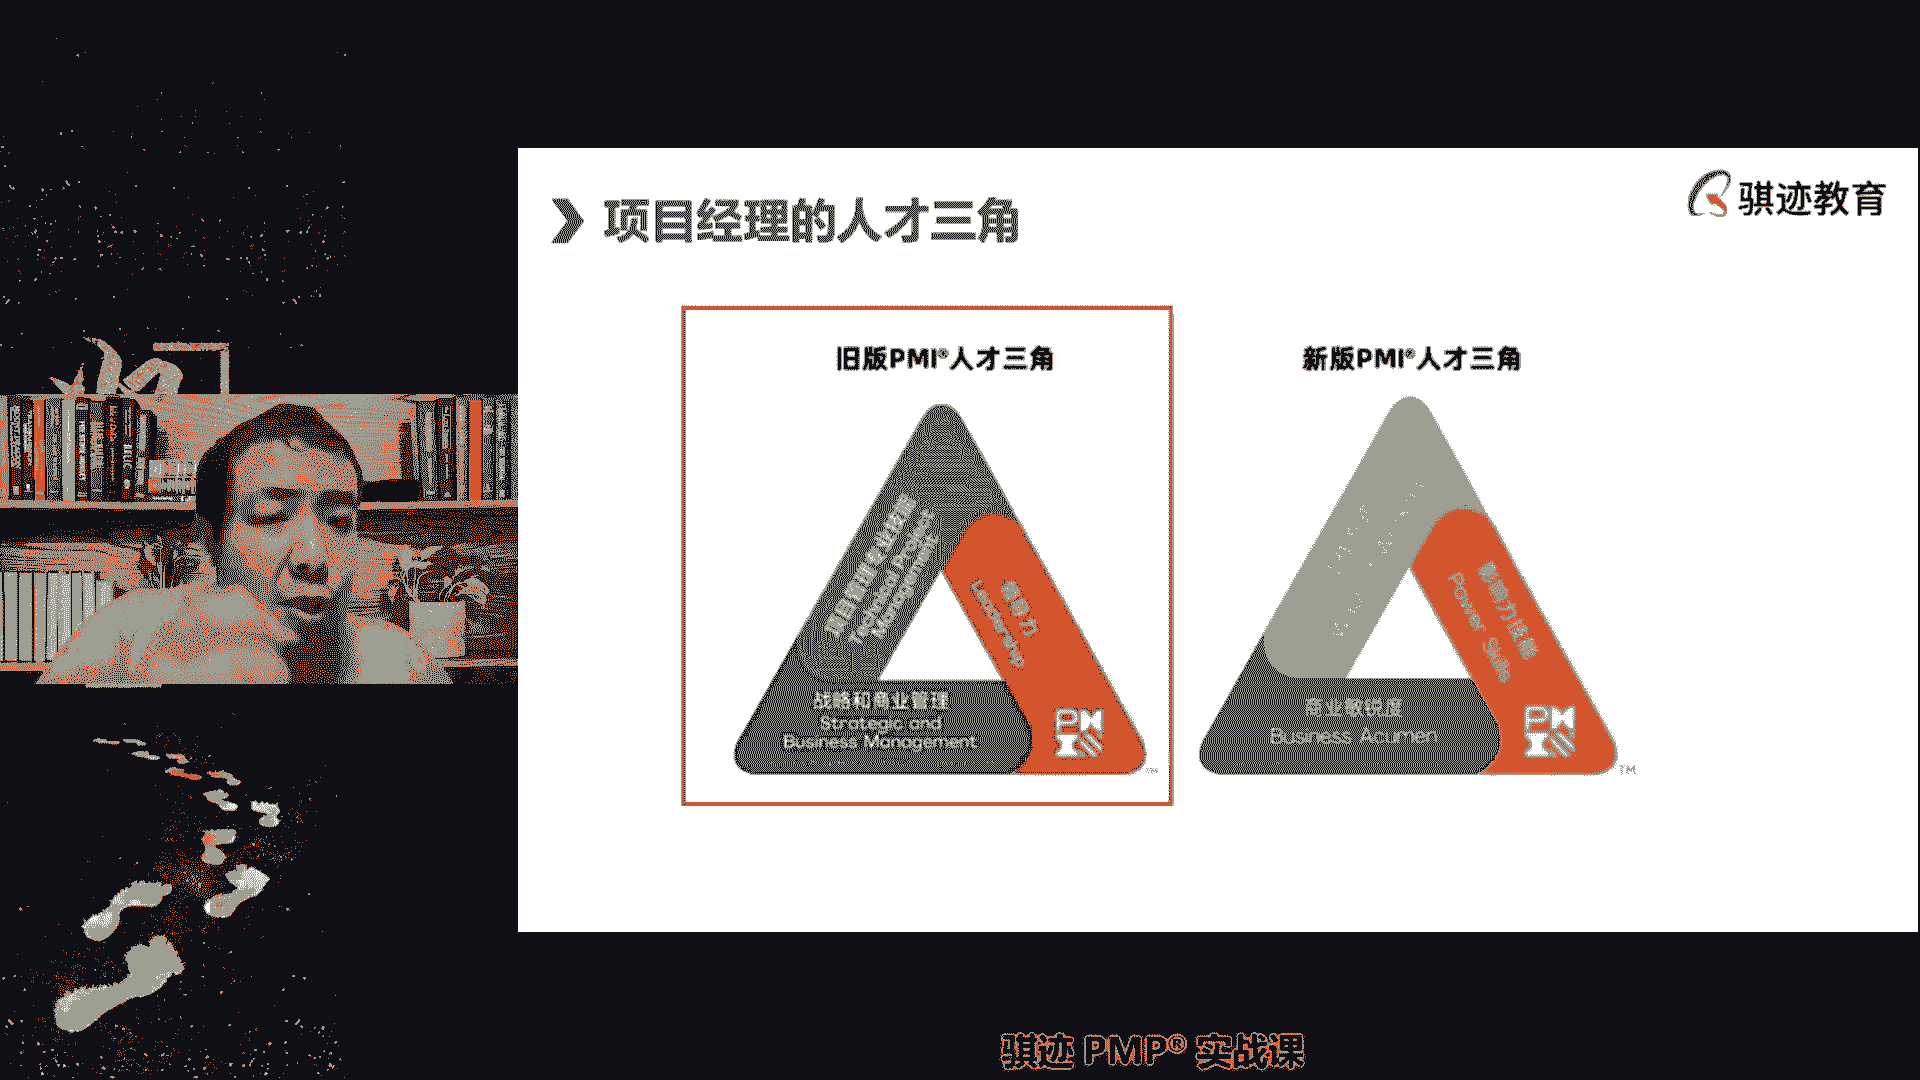 项目经理的人才三角
骐迹教育
旧版PMI®人才三角
项目管理专业技能
Technical Project
Management
领导力
Leadership
战略和商业管理
Strategic and
Business Management
PMI
TM
新版PMI®人才三角
影响力技能
Power Skills
商业敏锐度
Business Acumen
PMI
TM
骐迹 PMP® 实战课